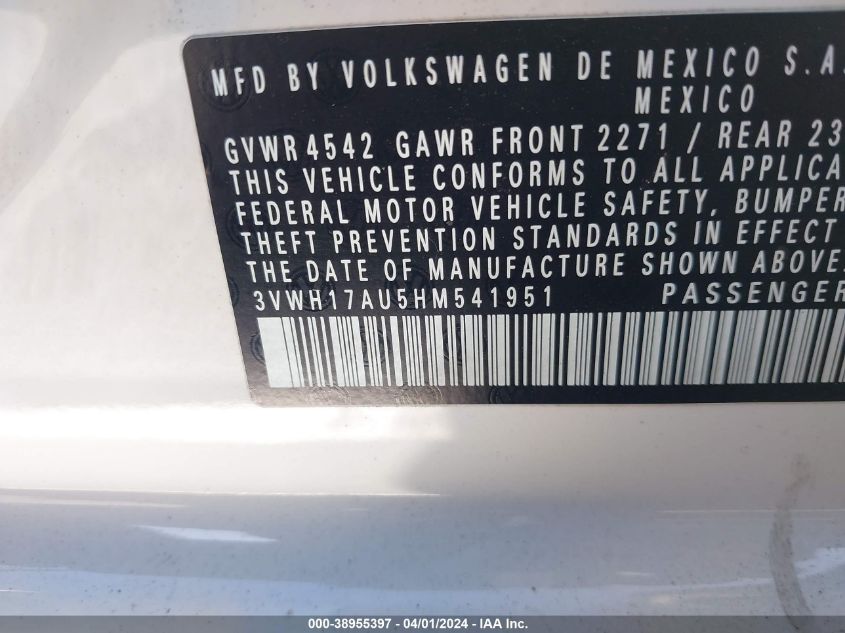 MFD BY VOLKSWAGEN DE MEXICO S.A.
MEXICO
GVWR 4542 GAWR FRONT 2271 / REAR 23
THIS VEHICLE CONFORMS TO ALL APPLICA
FEDERAL MOTOR VEHICLE SAFETY, BUMPER
THEFT PREVENTION STANDARDS IN EFFECT
THE DATE OF MANUFACTURE SHOWN ABOVE.
3VWH17AU5HM541951 PASSENGER
000-38955397 - 04/01/2024 - IAA Inc.